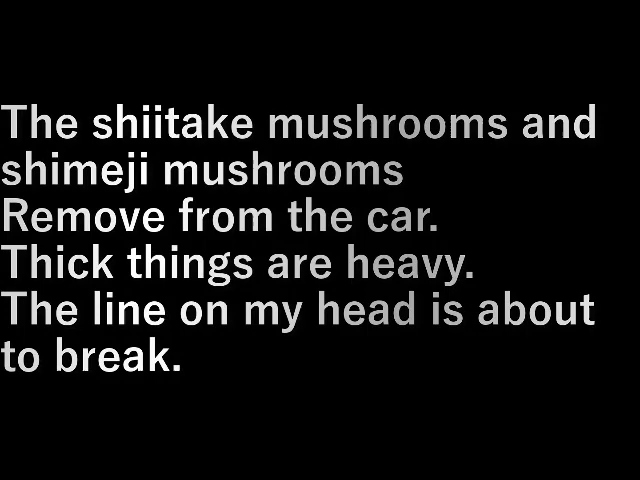 The shiitake mushrooms and
shimeji mushrooms
Remove from the car.
Thick things are heavy.
The line on my head is about
to break.